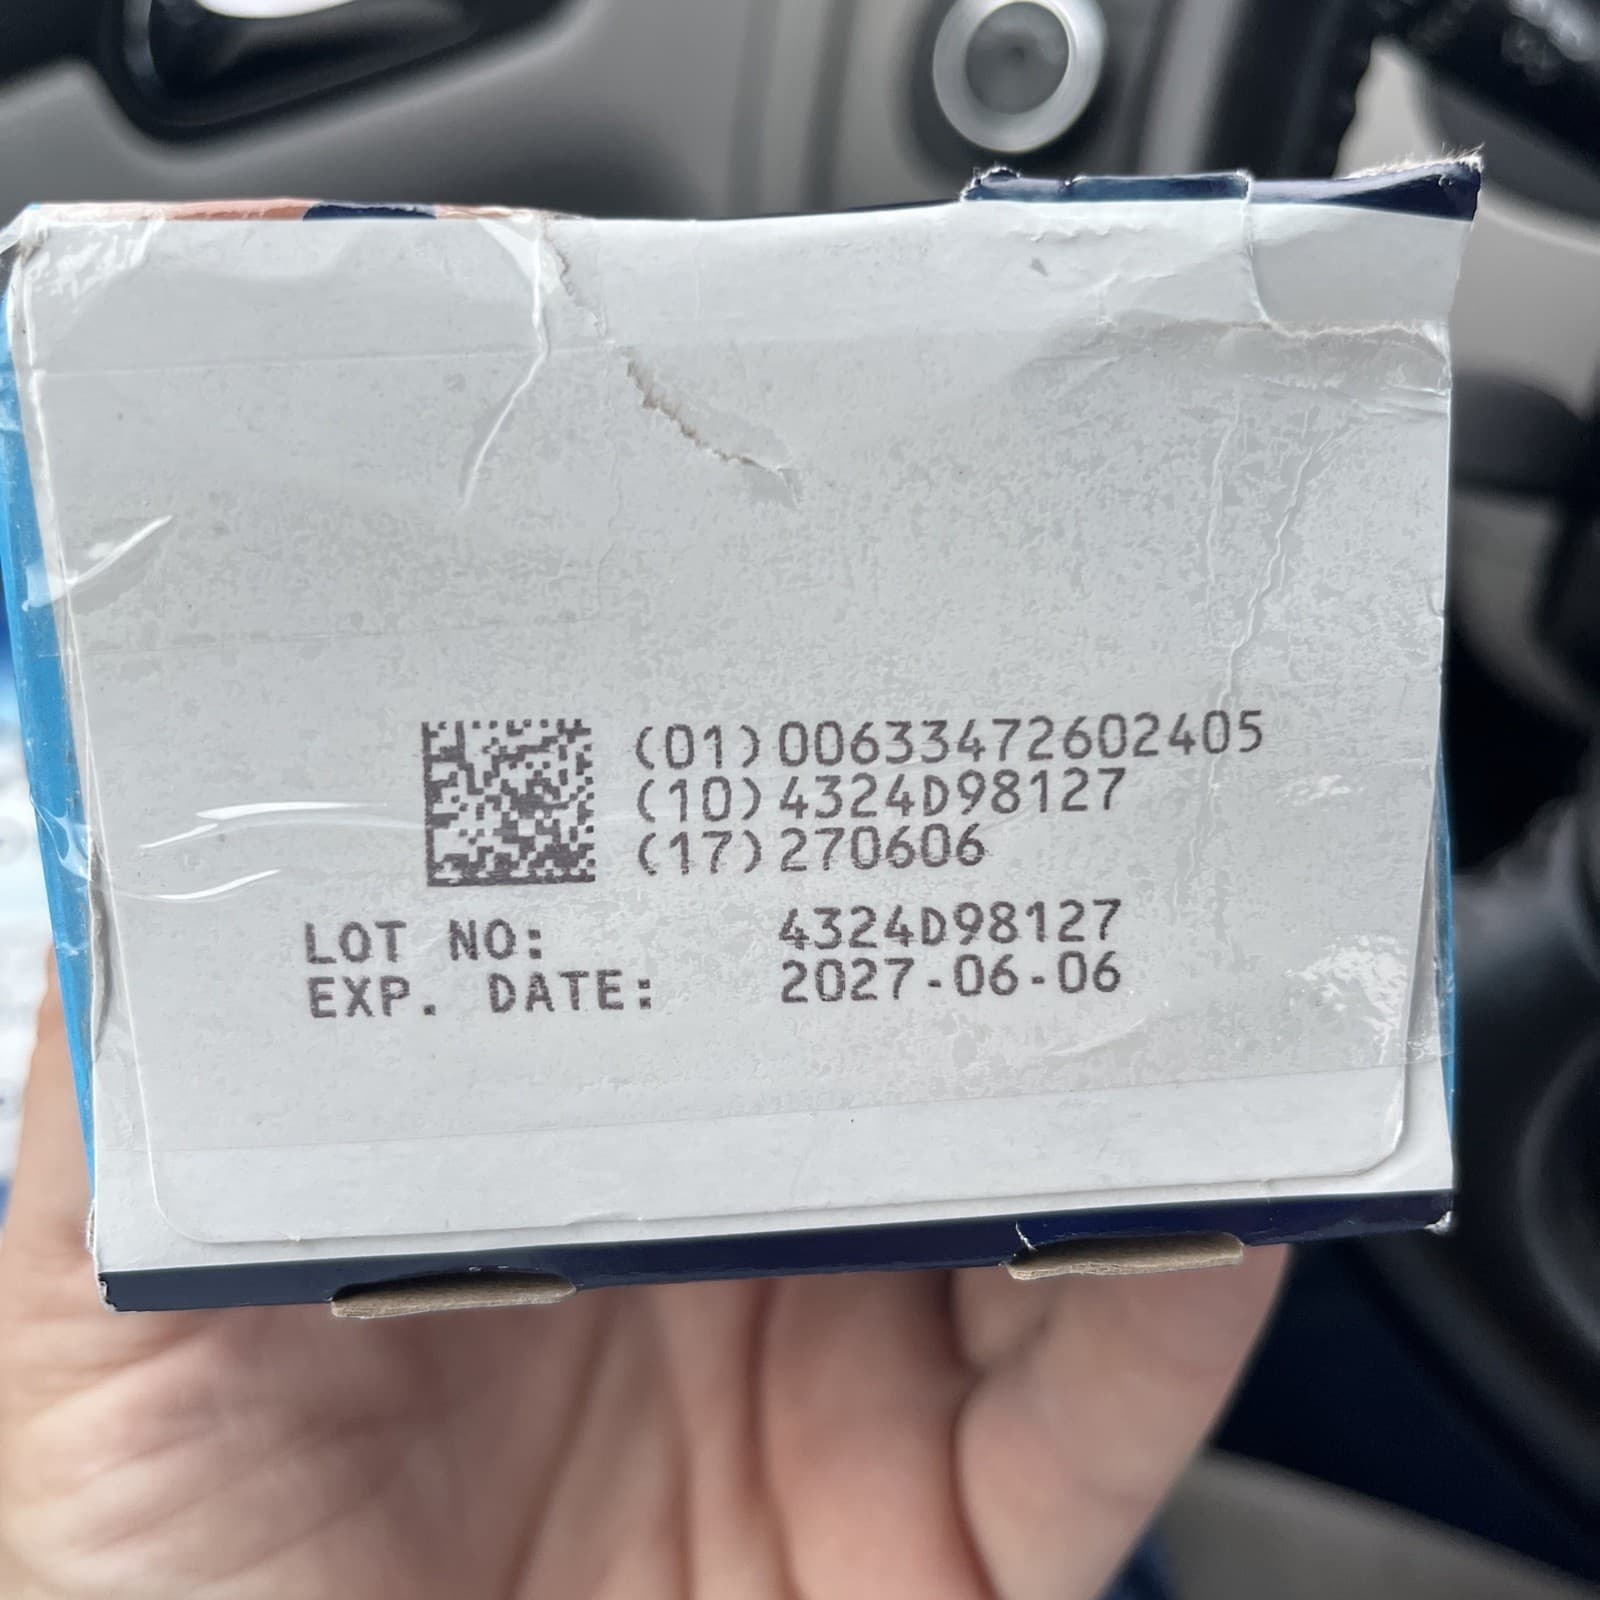 (01)00633472602405
(10)4324D98127
(17)270606
LOT NO: 4324D98127
EXP. DATE: 2027-06-06